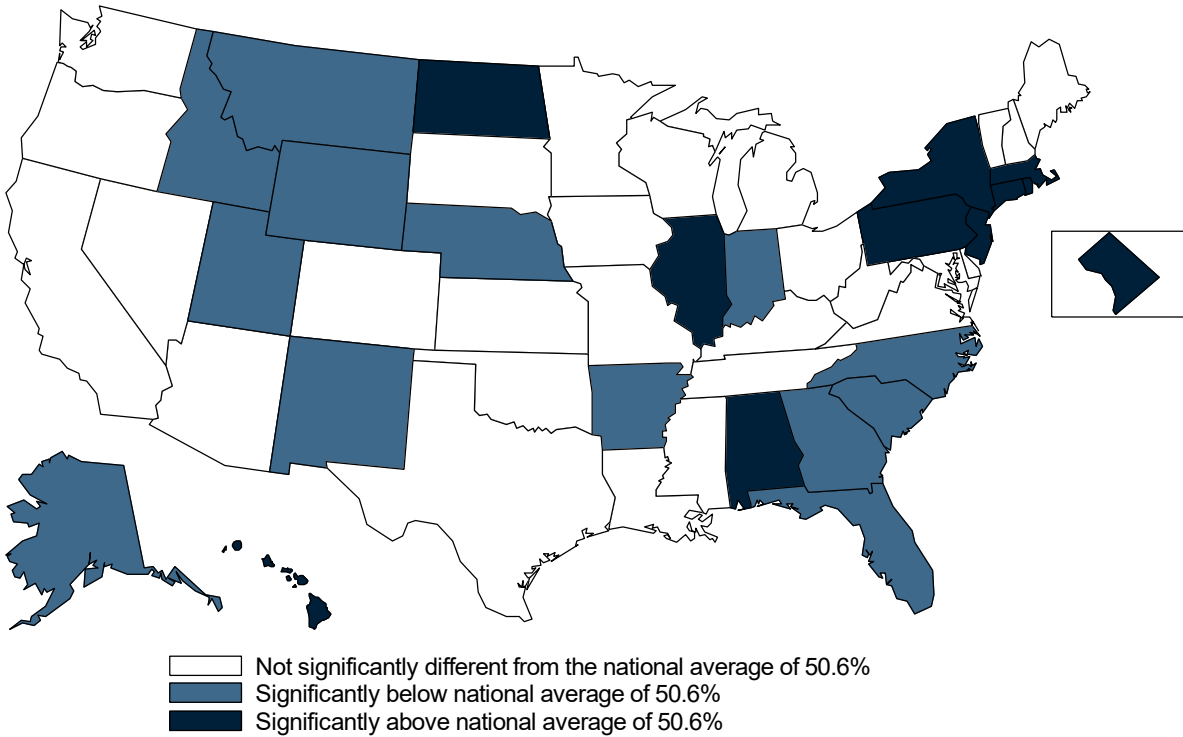 Not significantly different from the national average of 50.6%
Significantly below national average of 50.6%
Significantly above national average of 50.6%